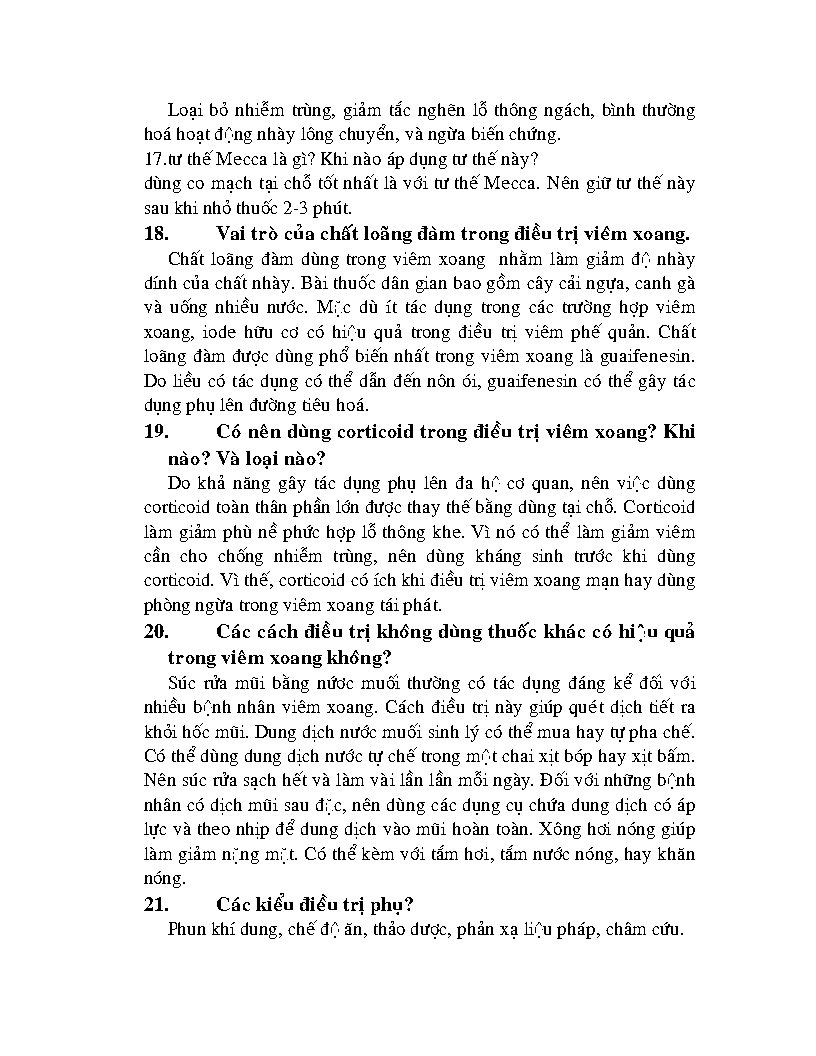 Loại bỏ nhiễm trùng, giảm tắc nghẽn lỗ thông ngách, bình thường
hoá hoạt động nhày lông chuyển, và ngừa biến chứng.
17.tư thế Mecca là gì? Khi nào áp dụng tư thế này?
dùng co mạch tại chỗ tốt nhất là với tư thế Mecca. Nên giữ tư thế này
sau khi nhỏ thuốc 2-3 phút.
18. Vai trò của chất loãng đàm trong điều trị viêm xoang.
Chất loãng đàm dùng trong viêm xoang nhằm làm giảm độ nhày
dính của chất nhày. Bài thuốc dân gian bao gồm cây cải ngựa, canh gà
và uống nhiều nước. Mặc dù ít tác dụng trong các trường hợp viêm
xoang, iode hữu cơ có hiệu quả trong điều trị viêm phế quản. Chất
loãng đàm được dùng phổ biến nhất trong viêm xoang là guaifenesin.
Do liều có tác dụng có thể dẫn đến nôn ói, guaifenesin có thể gây tác
dụng phụ lên đường tiêu hoá.
19. Có nên dùng corticoid trong điều trị viêm xoang? Khi
nào? Và loại nào?
Do khả năng gây tác dụng phụ lên đa hệ cơ quan, nên việc dùng
corticoid toàn thân phần lớn được thay thế bằng dùng tại chỗ. Corticoid
làm giảm phù nề phức hợp lỗ thông khe. Vì nó có thể làm giảm viêm
cần cho chống nhiễm trùng, nên dùng kháng sinh trước khi dùng
corticoid. Vì thế, corticoid có ích khi điều trị viêm xoang mạn hay dùng
phòng ngừa trong viêm xoang tái phát.
20. Các cách điều trị không dùng thuốc khác có hiệu quả
trong viêm xoang không?
Súc rửa mũi bằng nước muối thường có tác dụng đáng kể đối với
nhiều bệnh nhân viêm xoang. Cách điều trị này giúp quét dịch tiết ra
khỏi hốc mũi. Dung dịch nước muối sinh lý có thể mua hay tự pha chế.
Có thể dùng dung dịch nước tự chế trong một chai xịt bóp hay xịt bấm.
Nên súc rửa sạch hết và làm vài lần lần mỗi ngày. Đối với những bệnh
nhân có dịch mũi sau đặc, nên dùng các dụng cụ chứa dung dịch có áp
lực và theo nhịp để dung dịch vào mũi hoàn toàn. Xông hơi nóng giúp
làm giảm nặng mặt. Có thể kèm với tắm hơi, tắm nước nóng, hay khăn
nóng.
21. Các kiểu điều trị phụ?
Phun khí dung, chế độ ăn, thảo dược, phản xạ liệu pháp, châm cứu.